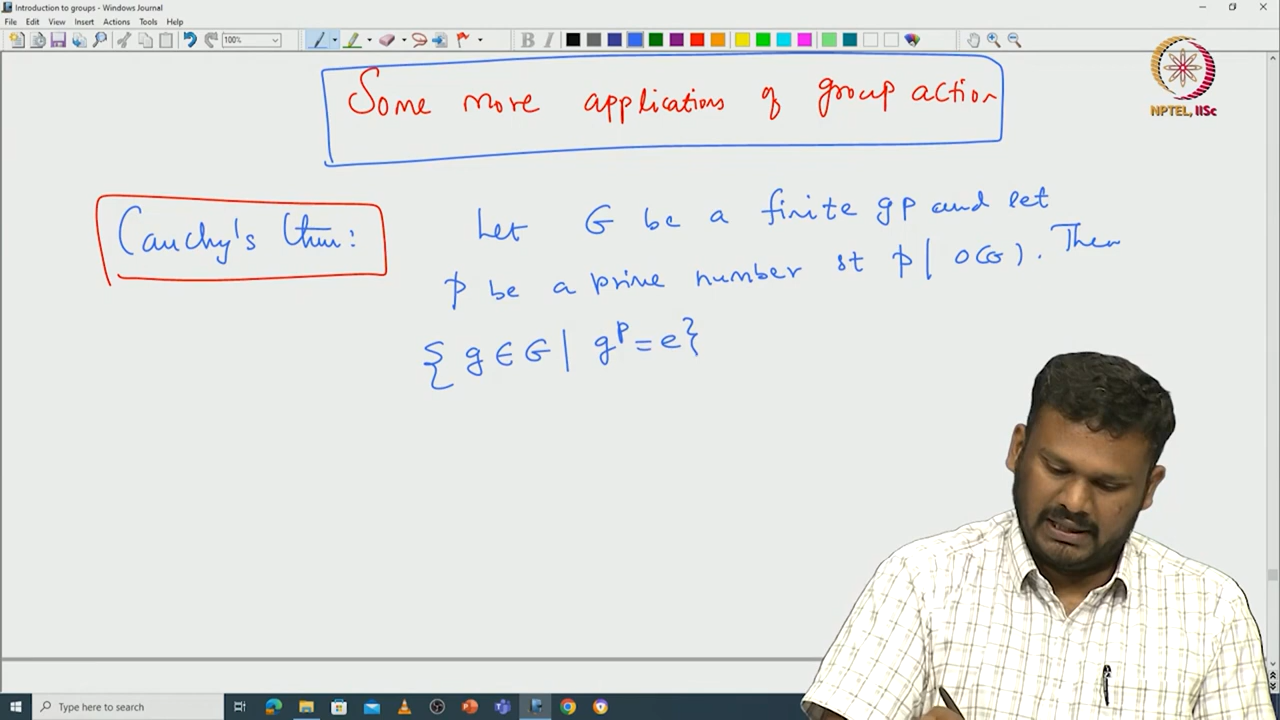 Introduction to groups - Windows Journal
File Edit View Insert Actions Tools Help
100%
B I
NPTEL, IISc
Some more applications of group action
Cauchy's thm:
Let G be a finite gp and let
p be a prime number st p | o(G). Then
{ g ∈ G | g^p = e }
Type here to search